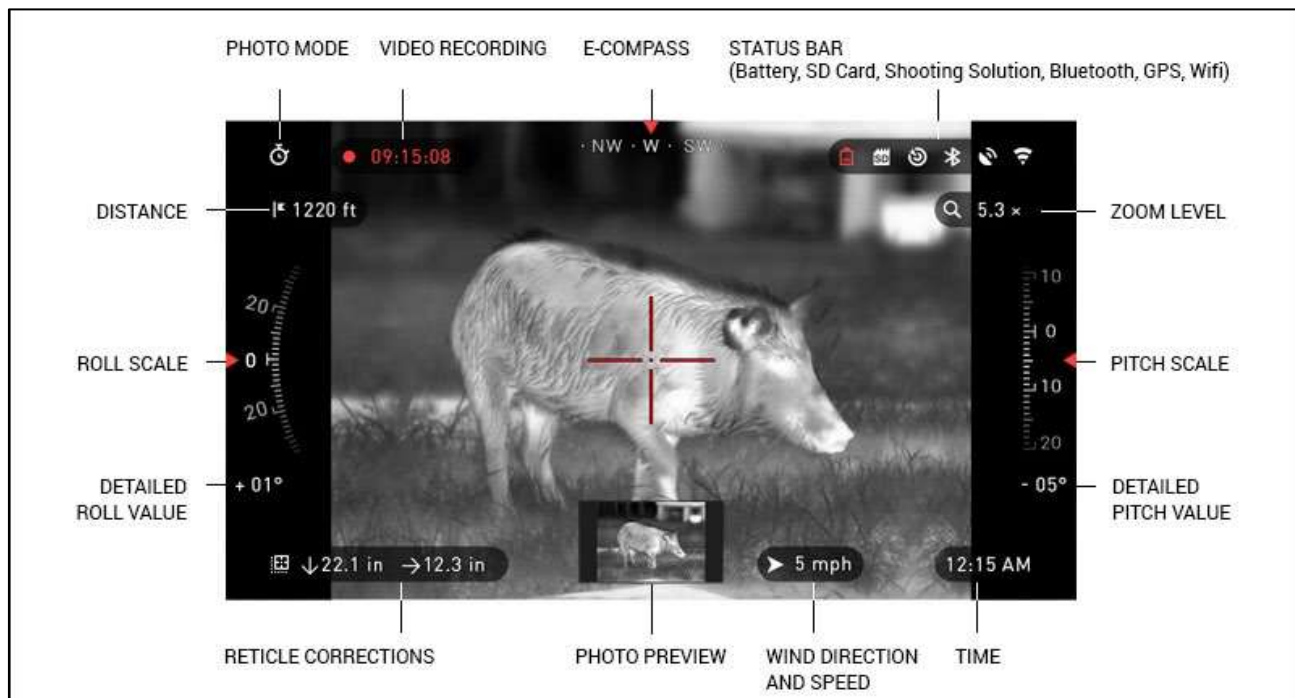 PHOTO MODE
VIDEO RECORDING
E-COMPASS
STATUS BAR
(Battery, SD Card, Shooting Solution, Bluetooth, GPS, Wifi)
09:15:08
· NW · W · SW
SD
DISTANCE
1220 ft
5.3 ×
ZOOM LEVEL
20
0
20
10
0
10
20
ROLL SCALE
PITCH SCALE
DETAILED
ROLL VALUE
+ 01°
- 05°
DETAILED
PITCH VALUE
↓22.1 in →12.3 in
5 mph
12:15 AM
RETICLE CORRECTIONS
PHOTO PREVIEW
WIND DIRECTION
AND SPEED
TIME